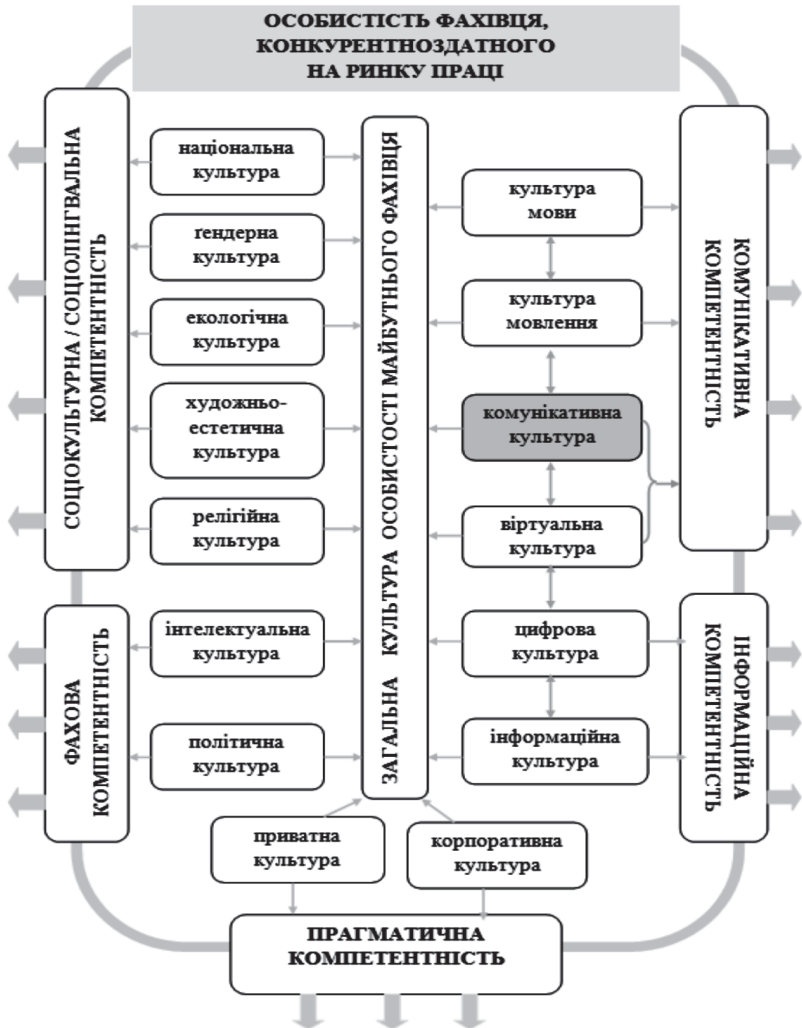 ОСОБИСТІСТЬ ФАХІВЦЯ,
КОНКУРЕНТНОЗДАТНОГО
НА РИНКУ ПРАЦІ
СОЦІОКУЛЬТУРНА / СОЦІОЛІНГВАЛЬНА
КОМПЕТЕНТНІСТЬ
ФАХОВА
КОМПЕТЕНТНІСТЬ
національна
культура
ґендерна
культура
екологічна
культура
художньо-
естетична
культура
релігійна
культура
інтелектуальна
культура
політична
культура
ЗАГАЛЬНА КУЛЬТУРА ОСОБИСТОСТІ МАЙБУТНЬОГО ФАХІВЦЯ
культура
мови
культура
мовлення
комунікативна
культура
віртуальна
культура
цифрова
культура
інформаційна
культура
КОМУНІКАТИВНА
КОМПЕТЕНТНІСТЬ
ІНФОРМАЦІЙНА
КОМПЕТЕНТНІСТЬ
приватна
культура
корпоративна
культура
ПРАГМАТИЧНА
КОМПЕТЕНТНІСТЬ